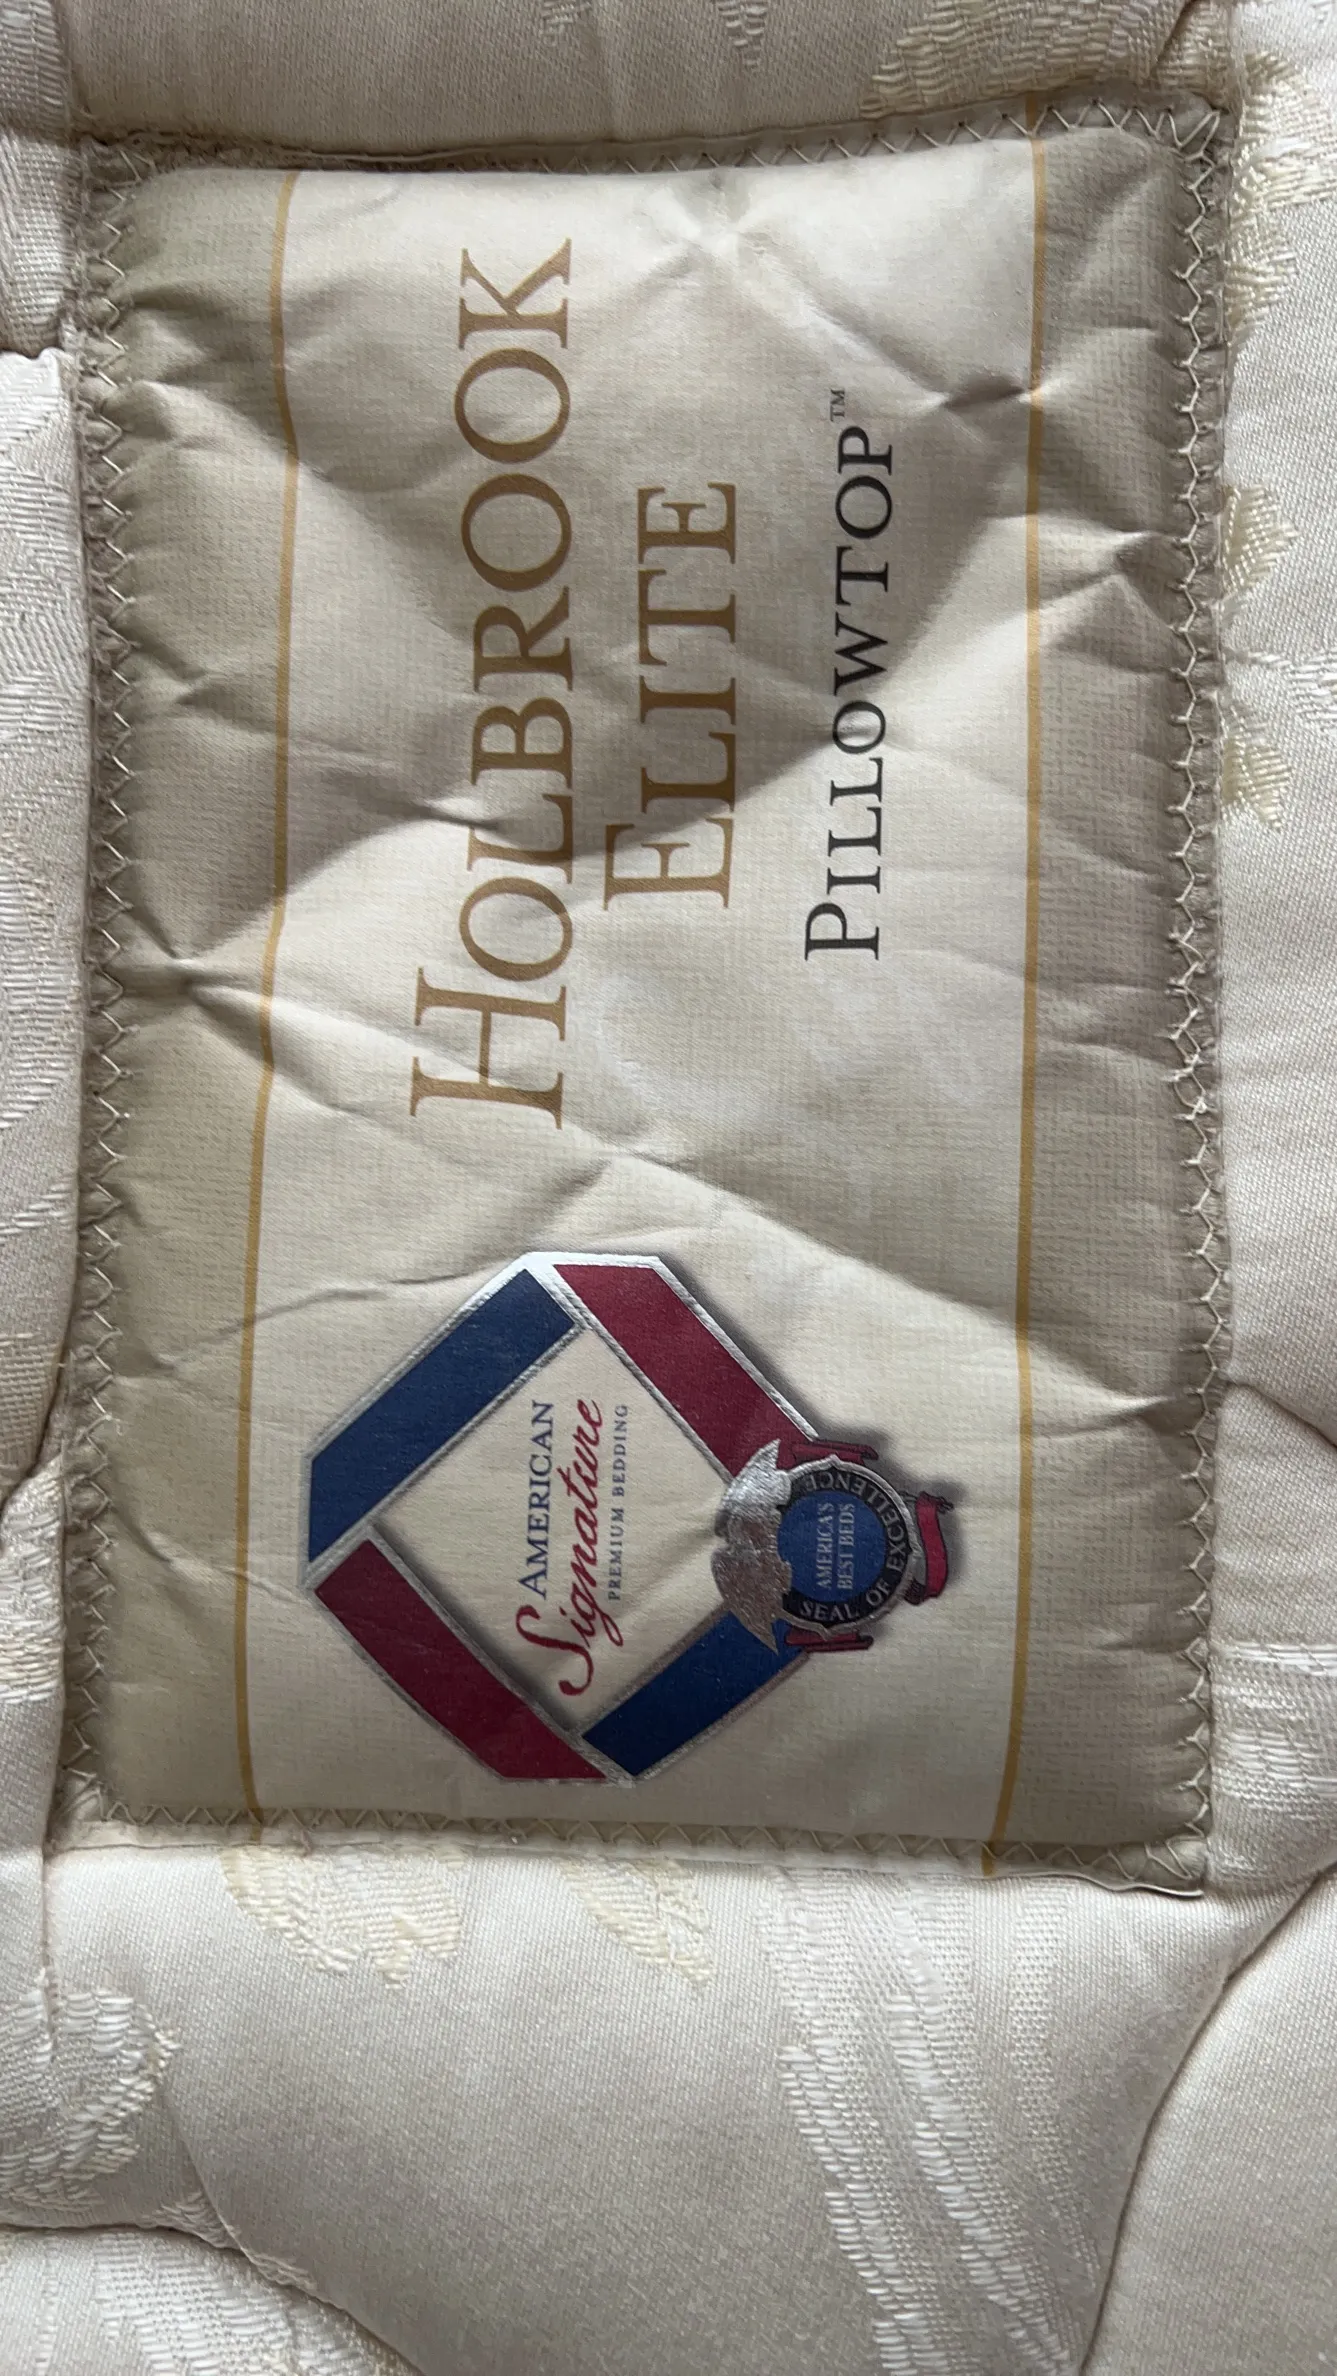 HOLBROOK
ELITE
PILLOWTOP™
AMERICAN
Signature
PREMIUM BEDDING
AMERICA'S
BEST BEDS
SEAL OF EXCELLENCE